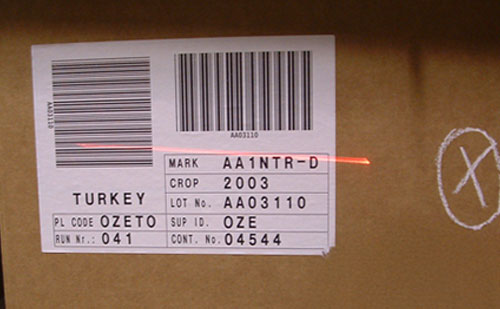 AA03110
AA03110
MARK AA1NTR-D
CROP 2003
TURKEY LOT No. AA03110
PL CODE OZETO SUP ID. OZE
RUN Nr.: 041 CONT. No. 04544
X